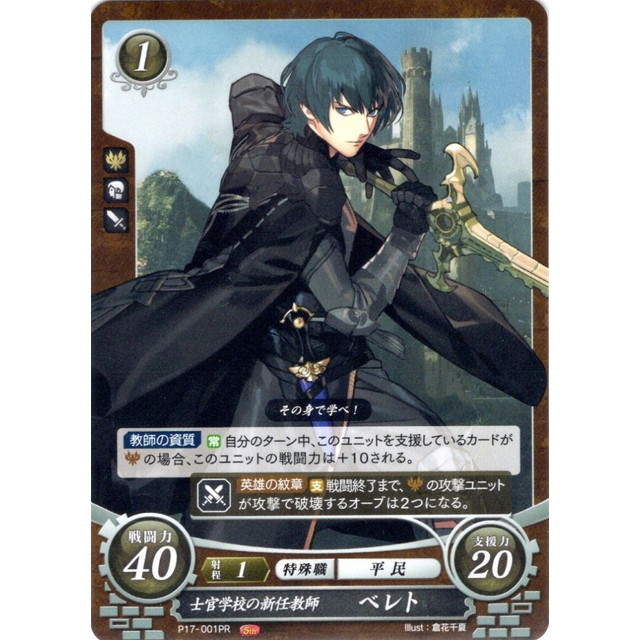 1
その身で学べ！
教師の資質 常 自分のターン中、このユニットを支援しているカードが
の場合、このユニットの戦闘力は＋10される。
英雄の紋章 支 戦闘終了まで、の攻撃ユニット
が攻撃で破壊するオーブは2つになる。
戦闘力 40
射程 1
特殊職
平民
支援力 20
士官学校の新任教師 ベレト
P17-001PR
Illust：倉花千夏